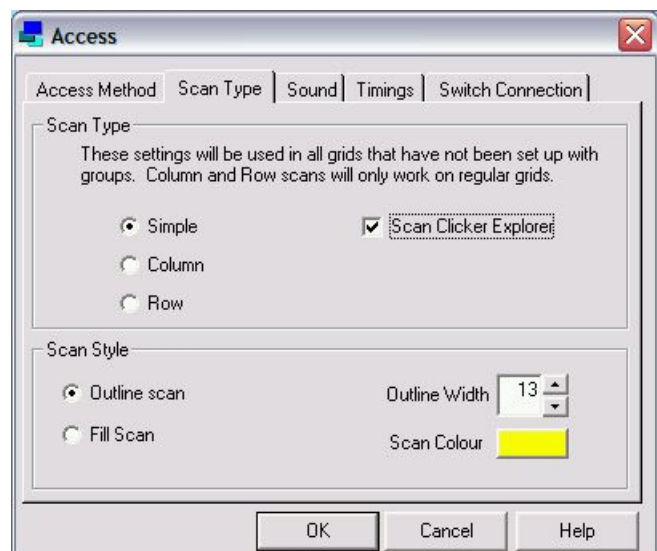 Access
Access Method Scan Type Sound Timings Switch Connection
Scan Type
These settings will be used in all grids that have not been set up with
groups. Column and Row scans will only work on regular grids.
Simple Scan Clicker Explorer
Column
Row
Scan Style
Outline scan Outline Width 13
Fill Scan Scan Colour
OK Cancel Help